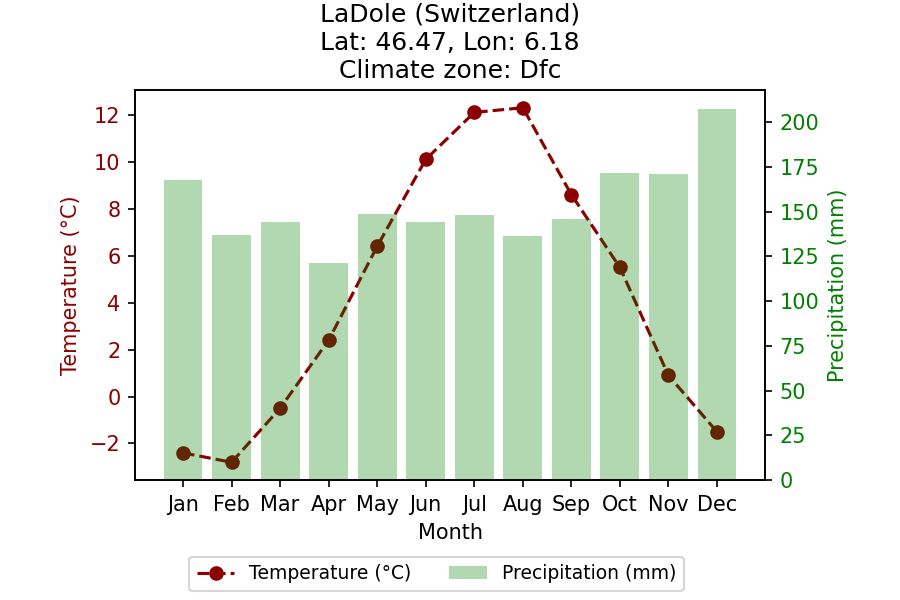 LaDole (Switzerland)
Lat: 46.47, Lon: 6.18
Climate zone: Dfc
Temperature (°C)
12
10
8
6
4
2
0
−2
200
175
150
125
100
75
50
25
0
Precipitation (mm)
Jan Feb Mar Apr May Jun Jul Aug Sep Oct Nov Dec
Month
Temperature (°C) Precipitation (mm)